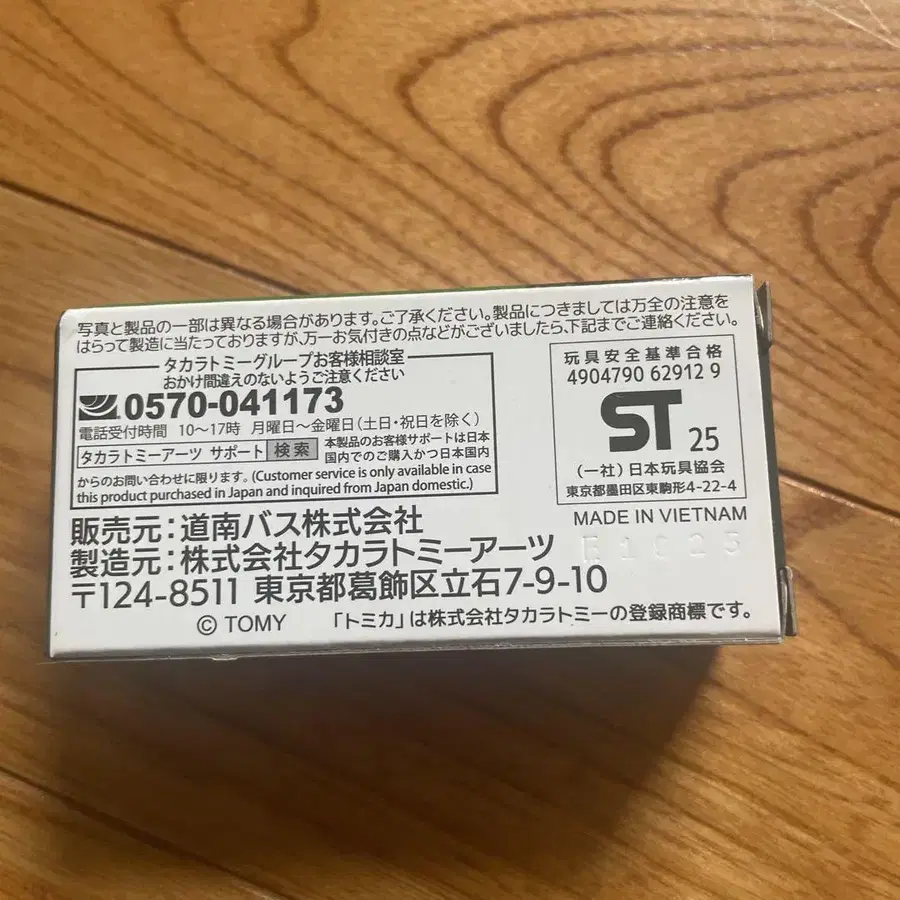 写真と製品の一部は異なる場合があります。ご了承ください。製品につきましては万全の注意を
はらって製造に当たっておりますが、万一お気付きの点などがございましたら、下記までご連絡ください。
タカラトミーグループお客様相談室
おかけ間違えのないようご注意ください
0570-041173
電話受付時間 10〜17時 月曜日〜金曜日(土日・祝日を除く)
タカラトミーアーツ サポート 検索
本製品のお客様サポートは日本
国内でのご購入かつ日本国内
からのお問い合わせに限ります。(Customer service is only available in case
this product purchased in Japan and inquired from Japan domestic.)
玩具安全基準合格
4904790 62912 9
ST 25
(一社)日本玩具協会
東京都墨田区東駒形4-22-4
MADE IN VIETNAM
販売元:道南バス株式会社
製造元:株式会社タカラトミーアーツ
〒124-8511 東京都葛飾区立石7-9-10
© TOMY 「トミカ」は株式会社タカラトミーの登録商標です。